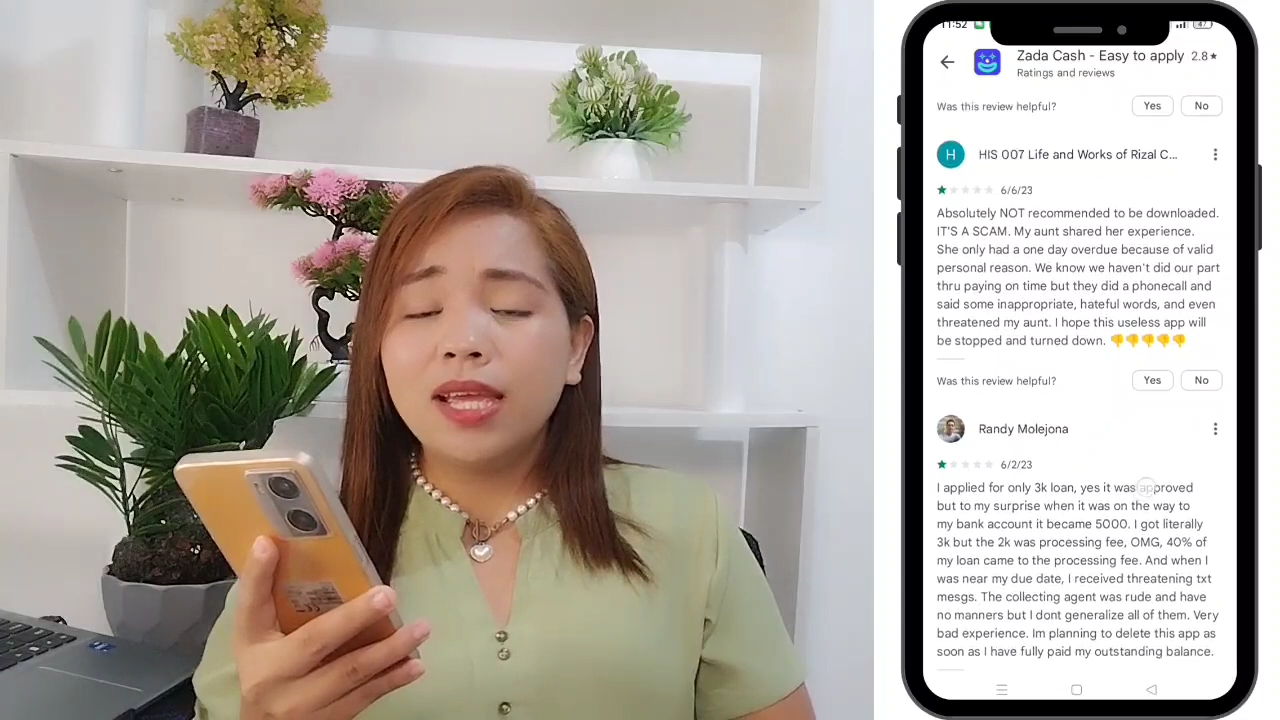 11:52
47
Zada Cash - Easy to apply 2.8★
Ratings and reviews
Was this review helpful? Yes No
H HIS 007 Life and Works of Rizal C...
6/6/23
Absolutely NOT recommended to be downloaded.
IT'S A SCAM. My aunt shared her experience.
She only had a one day overdue because of valid
personal reason. We know we haven't did our part
thru paying on time but they did a phonecall and
said some inappropriate, hateful words, and even
threatened my aunt. I hope this useless app will
be stopped and turned down. 👎👎👎👎👎
Was this review helpful? Yes No
Randy Molejona
6/2/23
I applied for only 3k loan, yes it was approved
but to my surprise when it was on the way to
my bank account it became 5000. I got literally
3k but the 2k was processing fee, OMG, 40% of
my loan came to the processing fee. And when I
was near my due date, I received threatening txt
mesgs. The collecting agent was rude and have
no manners but I dont generalize all of them. Very
bad experience. Im planning to delete this app as
soon as I have fully paid my outstanding balance.